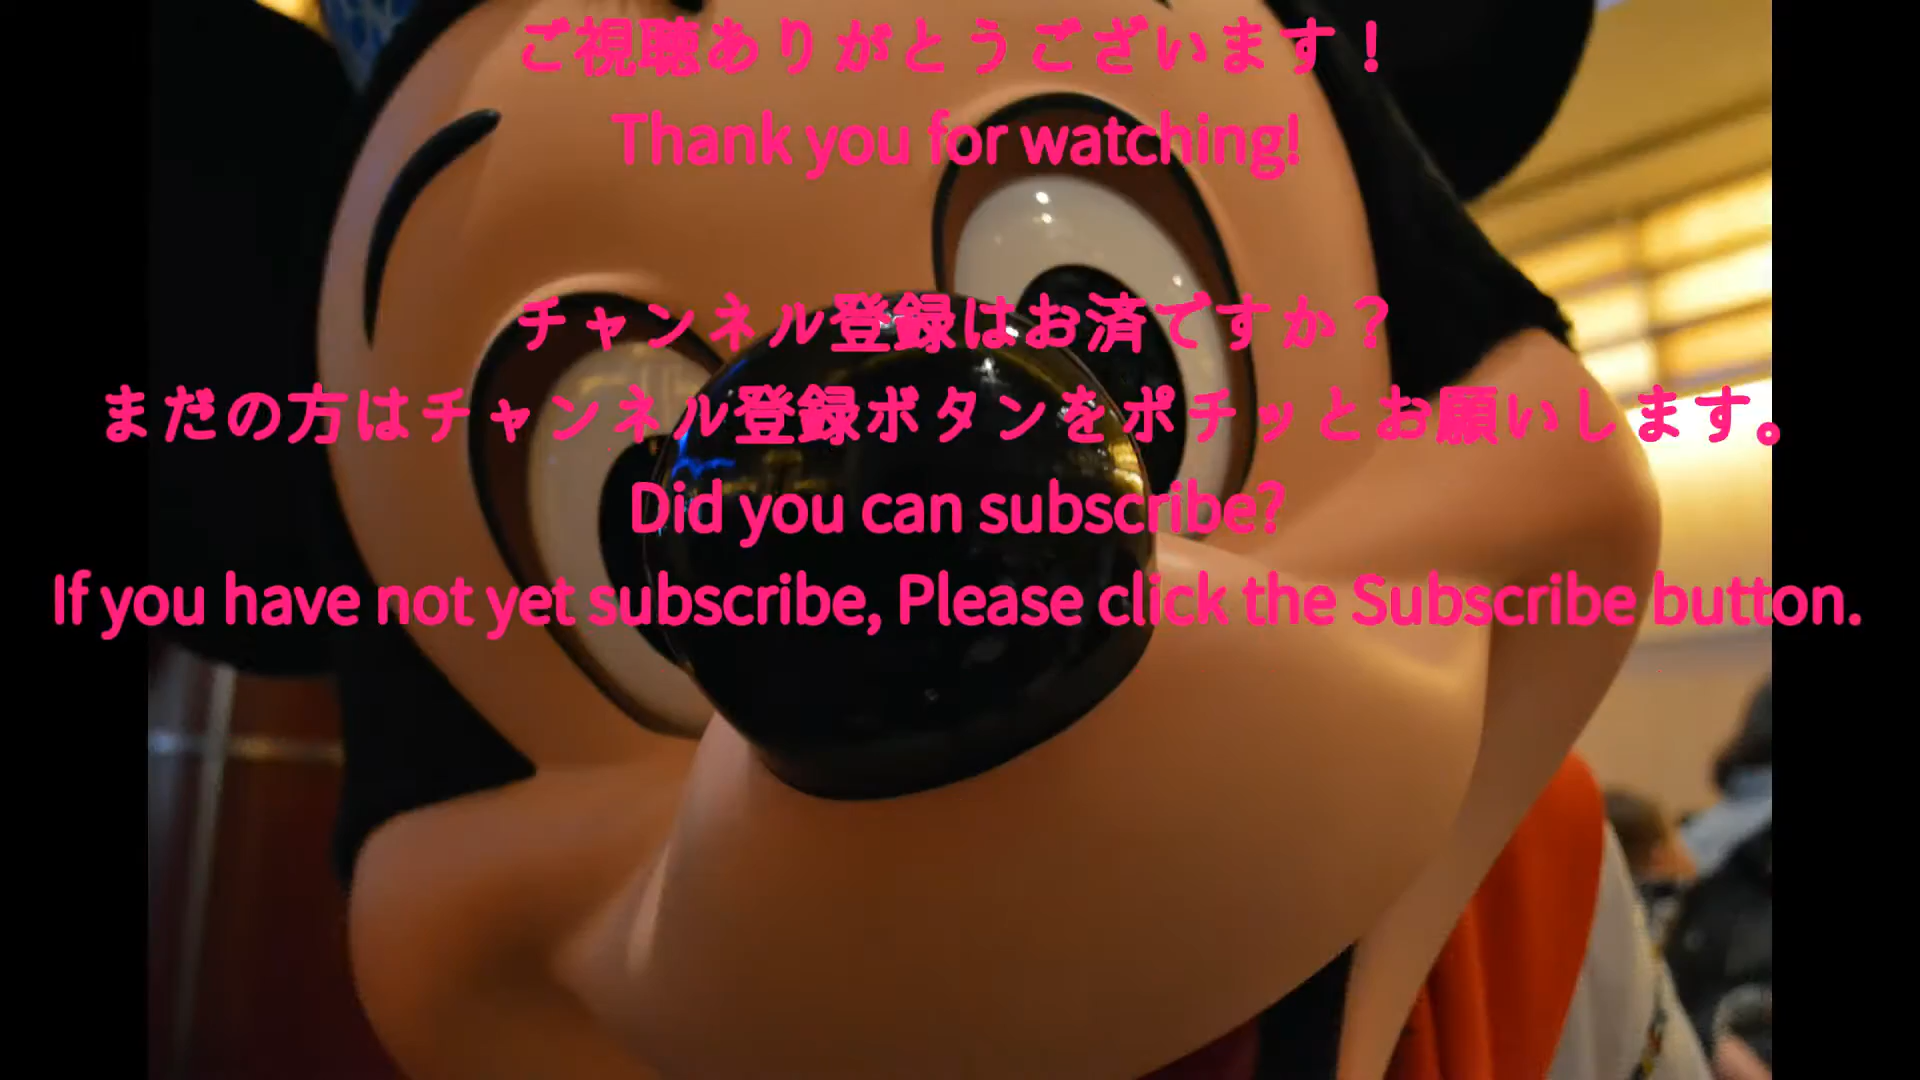 ご視聴ありがとうございます！
Thank you for watching!
チャンネル登録はお済ですか？
まだの方はチャンネル登録ボタンをポチッとお願いします。
Did you can subscribe?
If you have not yet subscribe, Please click the Subscribe button.